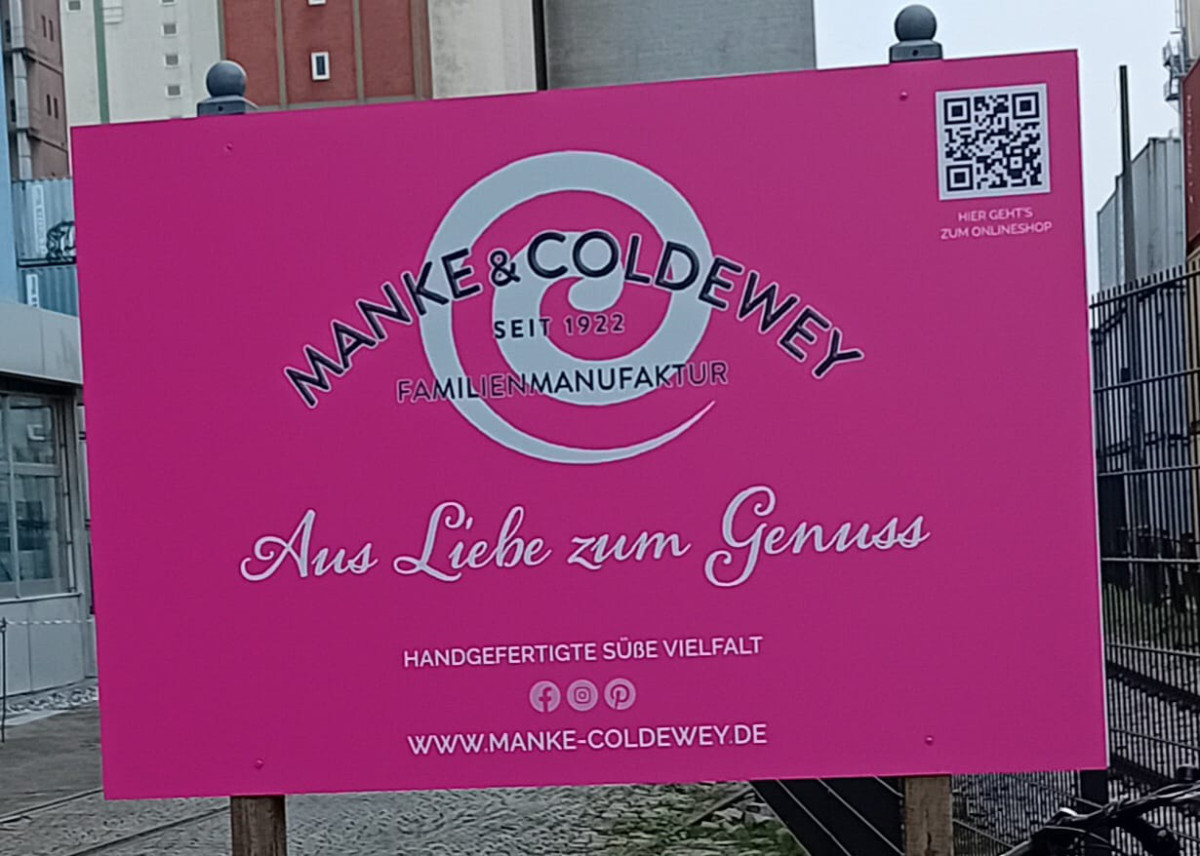 HIER GEHT'S
ZUM ONLINESHOP
MANKE & COLDEWEY
SEIT 1922
FAMILIENMANUFAKTUR
Aus Liebe zum Genuss
HANDGEFERTIGTE SÜßE VIELFALT
WWW.MANKE-COLDEWEY.DE